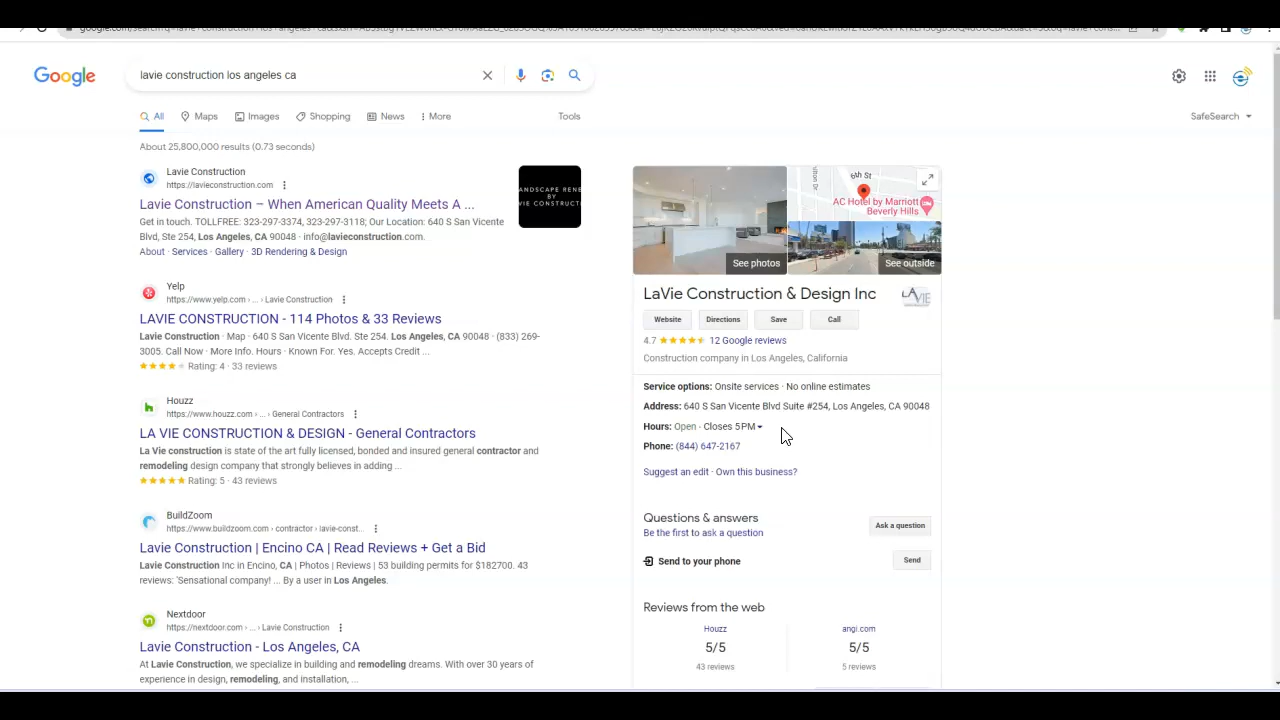 Google
lavie construction los angeles ca
All Maps Images Shopping News More Tools SafeSearch
About 25,800,000 results (0.73 seconds)
Lavie Construction
https://lavieconstruction.com
Lavie Construction – When American Quality Meets A ...
Get in touch. TOLLFREE: 323-297-3374, 323-297-3118; Our Location: 640 S San Vicente
Blvd, Ste 254, Los Angeles, CA 90048 · info@lavieconstruction.com.
About · Services · Gallery · 3D Rendering & Design
ANDSCAPE RENE
BY
VIE CONSTRUCTI
Yelp
https://www.yelp.com › ... › Lavie Construction
LAVIE CONSTRUCTION - 114 Photos & 33 Reviews
Lavie Construction · Map · 640 S San Vicente Blvd. Ste 254. Los Angeles, CA 90048 · (833) 269-
3005. Call Now · More Info. Hours · Known For. Yes. Accepts Credit ...
Rating: 4 · 33 reviews
Houzz
https://www.houzz.com › ... › General Contractors
LA VIE CONSTRUCTION & DESIGN - General Contractors
La Vie construction is state of the art fully licensed, bonded and insured general contractor and
remodeling design company that strongly believes in adding ...
Rating: 5 · 43 reviews
BuildZoom
https://www.buildzoom.com › contractor › lavie-const...
Lavie Construction | Encino CA | Read Reviews + Get a Bid
Lavie Construction Inc in Encino, CA | Photos | Reviews | 53 building permits for $182700. 43
reviews: 'Sensational company! ... By a user in Los Angeles.
Nextdoor
https://nextdoor.com › ... › Lavie Construction
Lavie Construction - Los Angeles, CA
At Lavie Construction, we specialize in building and remodeling dreams. With over 30 years of
experience in design, remodeling, and installation, ...
See photos
6th St
AC Hotel by Marriott
Beverly Hills
See outside
LaVie Construction & Design Inc
LAVIE
Website Directions Save Call
4.7 12 Google reviews
Construction company in Los Angeles, California
Service options: Onsite services · No online estimates
Address: 640 S San Vicente Blvd Suite #254, Los Angeles, CA 90048
Hours: Open · Closes 5 PM
Phone: (844) 647-2167
Suggest an edit · Own this business?
Questions & answers
Be the first to ask a question
Ask a question
Send to your phone Send
Reviews from the web
Houzz angi.com
5/5 5/5
43 reviews 5 reviews